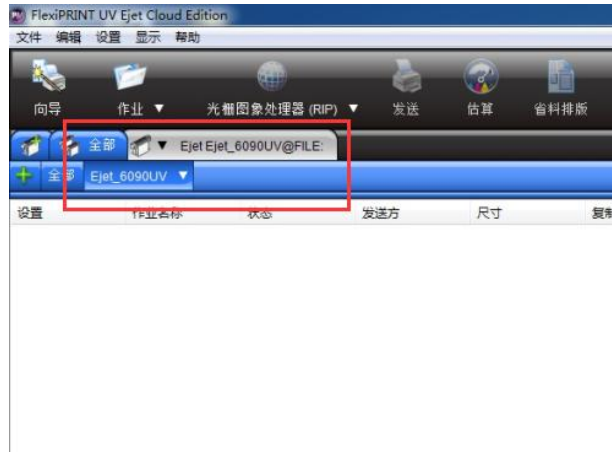 FlexiPRINT UV Ejet Cloud Edition
文件 编辑 设置 显示 帮助
向导 作业 光栅图象处理器 (RIP) 发送 估算 省料排版
全部 Ejet Ejet_6090UV@FILE:
全部 Ejet_6090UV
设置 作业名称 状态 发送方 尺寸 复制